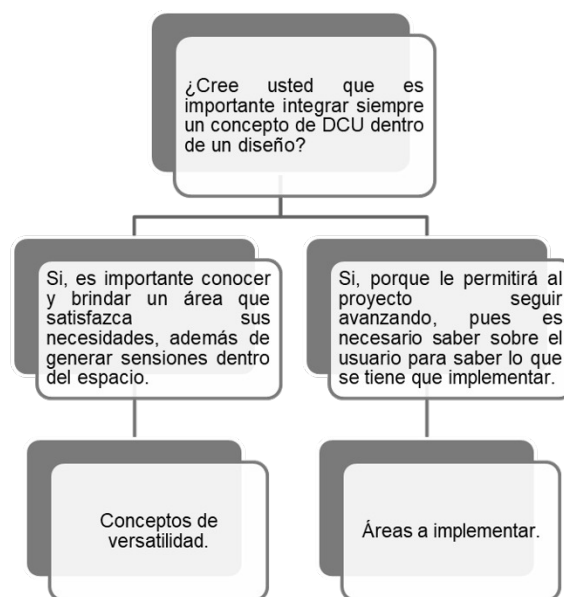 ¿Cree usted que es
importante integrar siempre
un concepto de DCU dentro
de un diseño?
Si, es importante conocer
y brindar un área que
satisfazca sus
necesidades, además de
generar sensiones dentro
del espacio.
Si, porque le permitirá al
proyecto seguir
avanzando, pues es
necesario saber sobre el
usuario para saber lo que
se tiene que implementar.
Conceptos de
versatilidad.
Áreas a implementar.